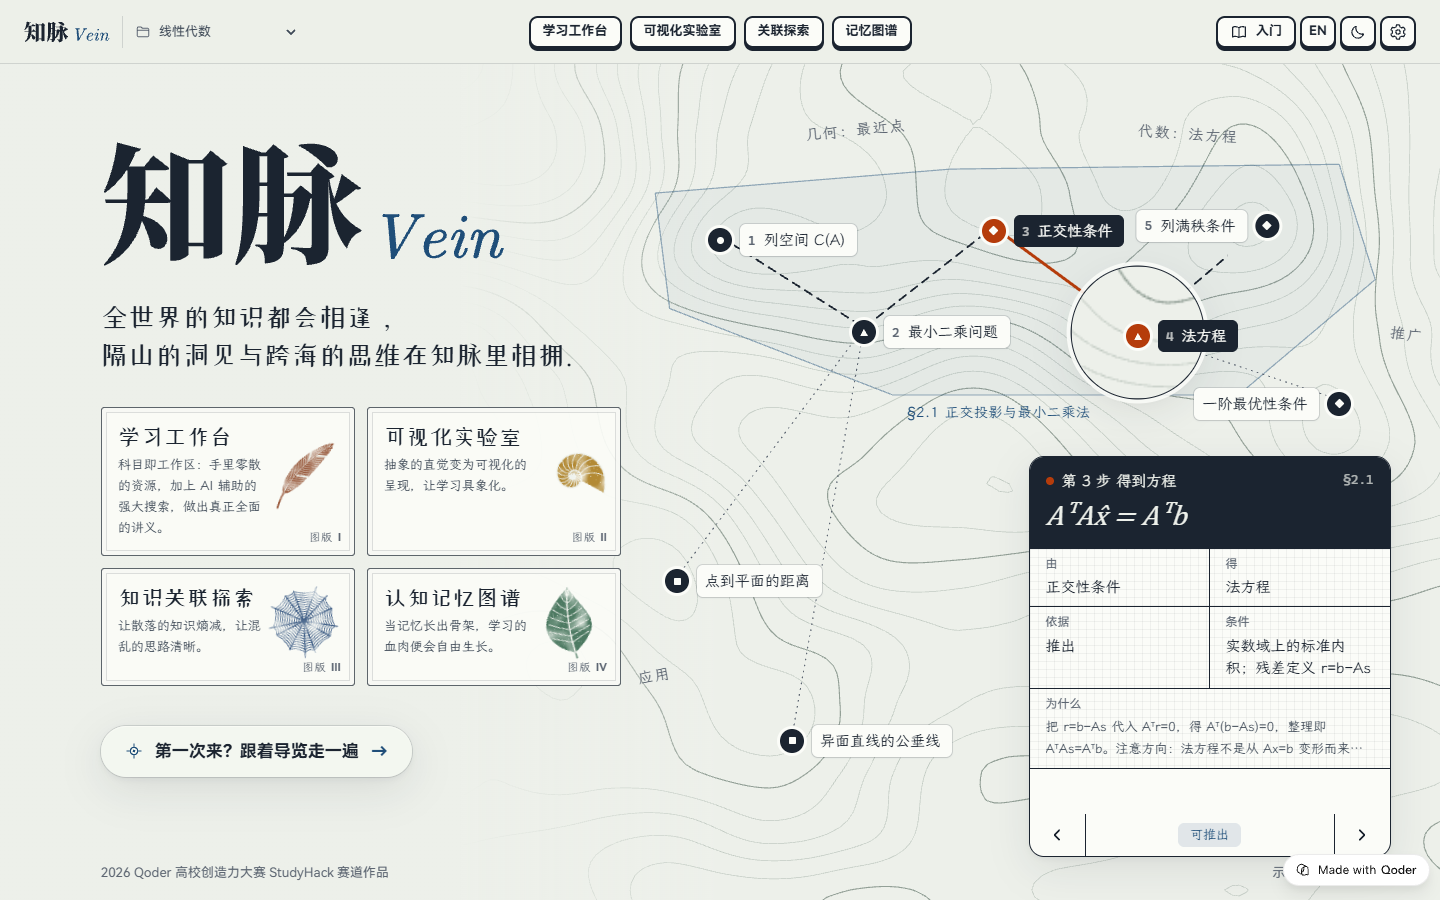 知脉 Vein
线性代数
学习工作台
可视化实验室
关联探索
记忆图谱
入门
EN
知脉 Vein
全世界的知识都会相逢，
隔山的洞见与跨海的思维在知脉里相拥.
学习工作台
科目即工作区：手里零散
的资源，加上 AI 辅助的
强大搜索，做出真正全面
的讲义。
图版 I
可视化实验室
抽象的直觉变为可视化的
呈现，让学习具象化。
图版 II
知识关联探索
让散落的知识熵减，让混
乱的思路清晰。
图版 III
认知记忆图谱
当记忆长出骨架，学习的
血肉便会自由生长。
图版 IV
第一次来？跟着导览走一遍 →
2026 Qoder 高校创造力大赛 StudyHack 赛道作品
几何：最近点
代数：法方程
1 列空间 C(A)
3 正交性条件
5 列满秩条件
2 最小二乘问题
4 法方程
推广
一阶最优性条件
§2.1 正交投影与最小二乘法
点到平面的距离
应用
异面直线的公垂线
第 3 步 得到方程
§2.1
AᵀAx̂ = Aᵀb
由
正交性条件
得
法方程
依据
推出
条件
实数域上的标准内
积；残差定义 r=b−As
为什么
把 r=b−As 代入 Aᵀr=0，得 Aᵀ(b−As)=0，整理即
AᵀAs=Aᵀb。注意方向：法方程不是从 Ax=b 变形而来…
可推出
示
Made with Qoder